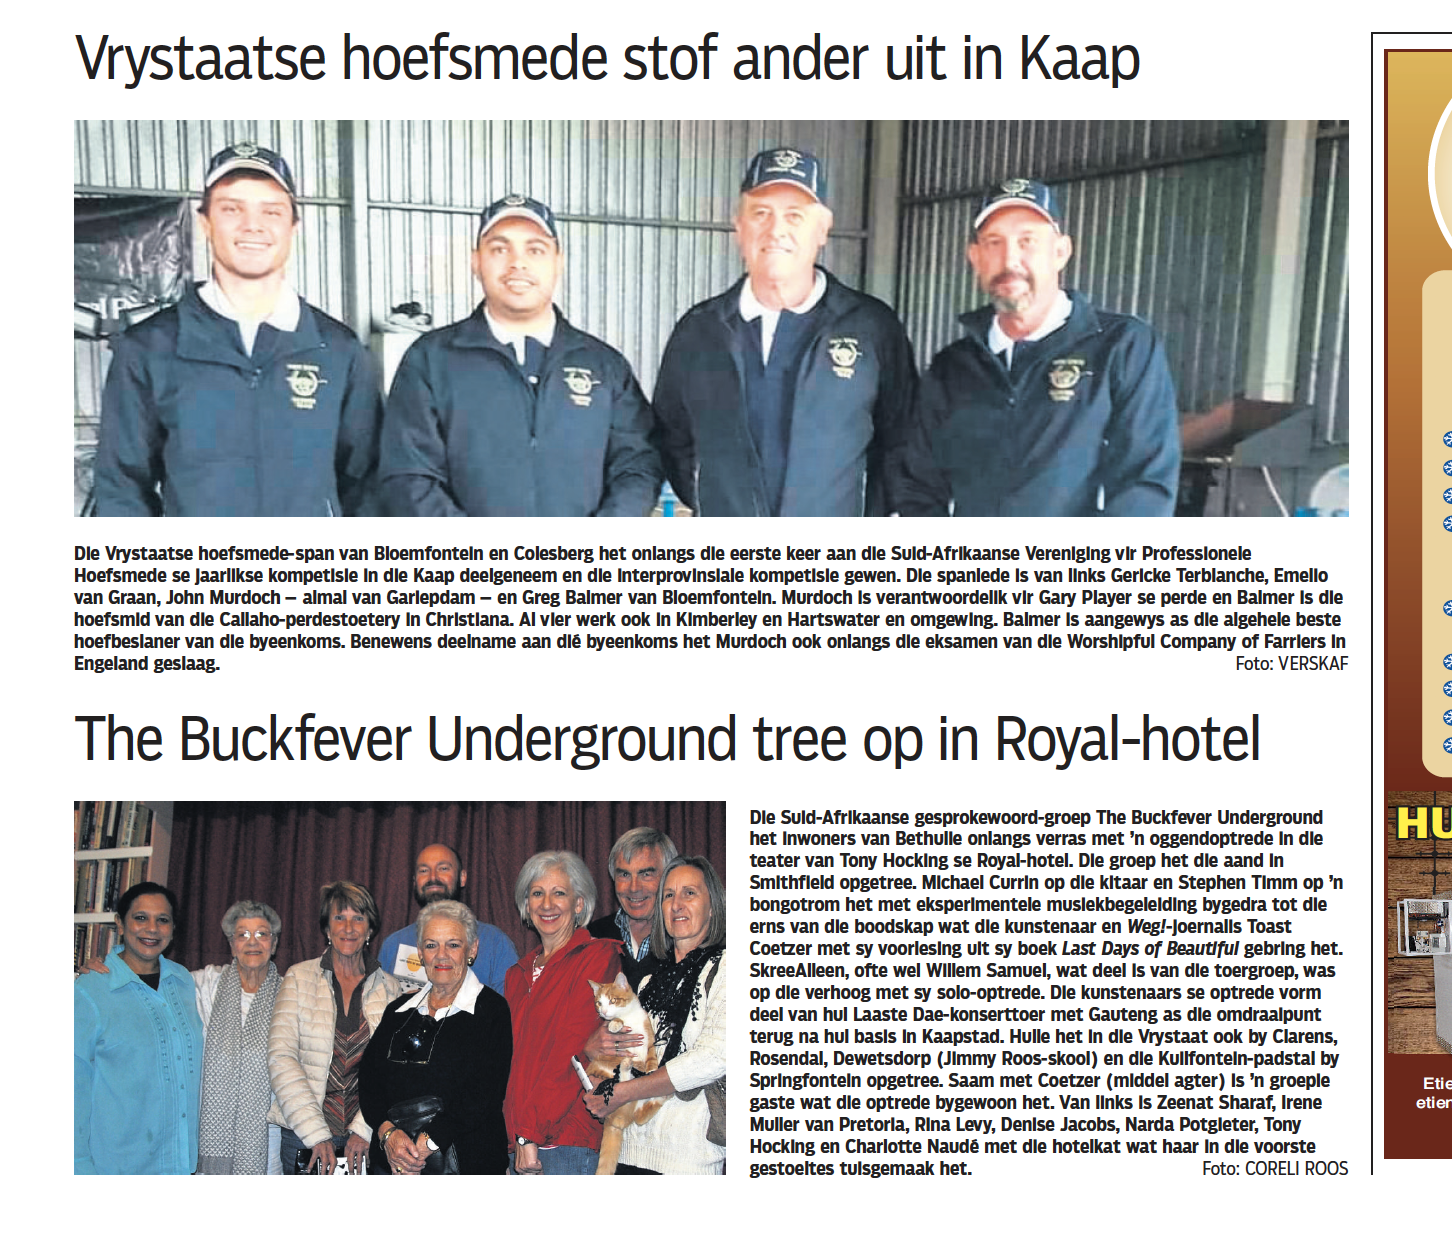 Vrystaatse hoefsmede stof ander uit in Kaap
Die Vrystaatse hoefsmede-span van Bloemfontein en Colesberg het onlangs die eerste keer aan die Suid-Afrikaanse Vereniging vir Professionele
Hoefsmede se jaarlikse kompetisie in die Kaap deelgeneem en die interprovinsiale kompetisie gewen. Die spanlede is van links Gericke Terblanche, Emelio
van Graan, John Murdoch – almal van Gariepdam – en Greg Balmer van Bloemfontein. Murdoch is verantwoordelik vir Gary Player se perde en Balmer is die
hoefsmid van die Callaho-perdestoetery in Christiana. Al vier werk ook in Kimberley en Hartswater en omgewing. Balmer is aangewys as die algehele beste
hoefbeslaner van die byeenkoms. Benewens deelname aan dié byeenkoms het Murdoch ook onlangs die eksamen van die Worshipful Company of Farriers in
Engeland geslaag. Foto: VERSKAF
The Buckfever Underground tree op in Royal-hotel
Die Suid-Afrikaanse gesprokewoord-groep The Buckfever Underground
het inwoners van Bethulie onlangs verras met ’n oggendoptrede in die
teater van Tony Hocking se Royal-hotel. Die groep het die aand in
Smithfield opgetree. Michael Currin op die kitaar en Stephen Timm op ’n
bongotrom het met eksperimentele musiekbegeleiding bygedra tot die
erns van die boodskap wat die kunstenaar en Weg!-joernalis Toast
Coetzer met sy voorlesing uit sy boek Last Days of Beautiful gebring het.
SkreeAlleen, ofte wel Willem Samuel, wat deel is van die toergroep, was
op die verhoog met sy solo-optrede. Die kunstenaars se optrede vorm
deel van hul Laaste Dae-konserttoer met Gauteng as die omdraaipunt
terug na hul basis in Kaapstad. Hulle het in die Vrystaat ook by Clarens,
Rosendal, Dewetsdorp (Jimmy Roos-skool) en die Kuilfontein-padstal by
Springfontein opgetree. Saam met Coetzer (middel agter) is ’n groepie
gaste wat die optrede bygewoon het. Van links is Zeenat Sharaf, Irene
Muller van Pretoria, Rina Levy, Denise Jacobs, Narda Potgieter, Tony
Hocking en Charlotte Naudé met die hotelkat wat haar in die voorste
gestoeltes tuisgemaak het. Foto: CORELI ROOS
HU
Etie
etien